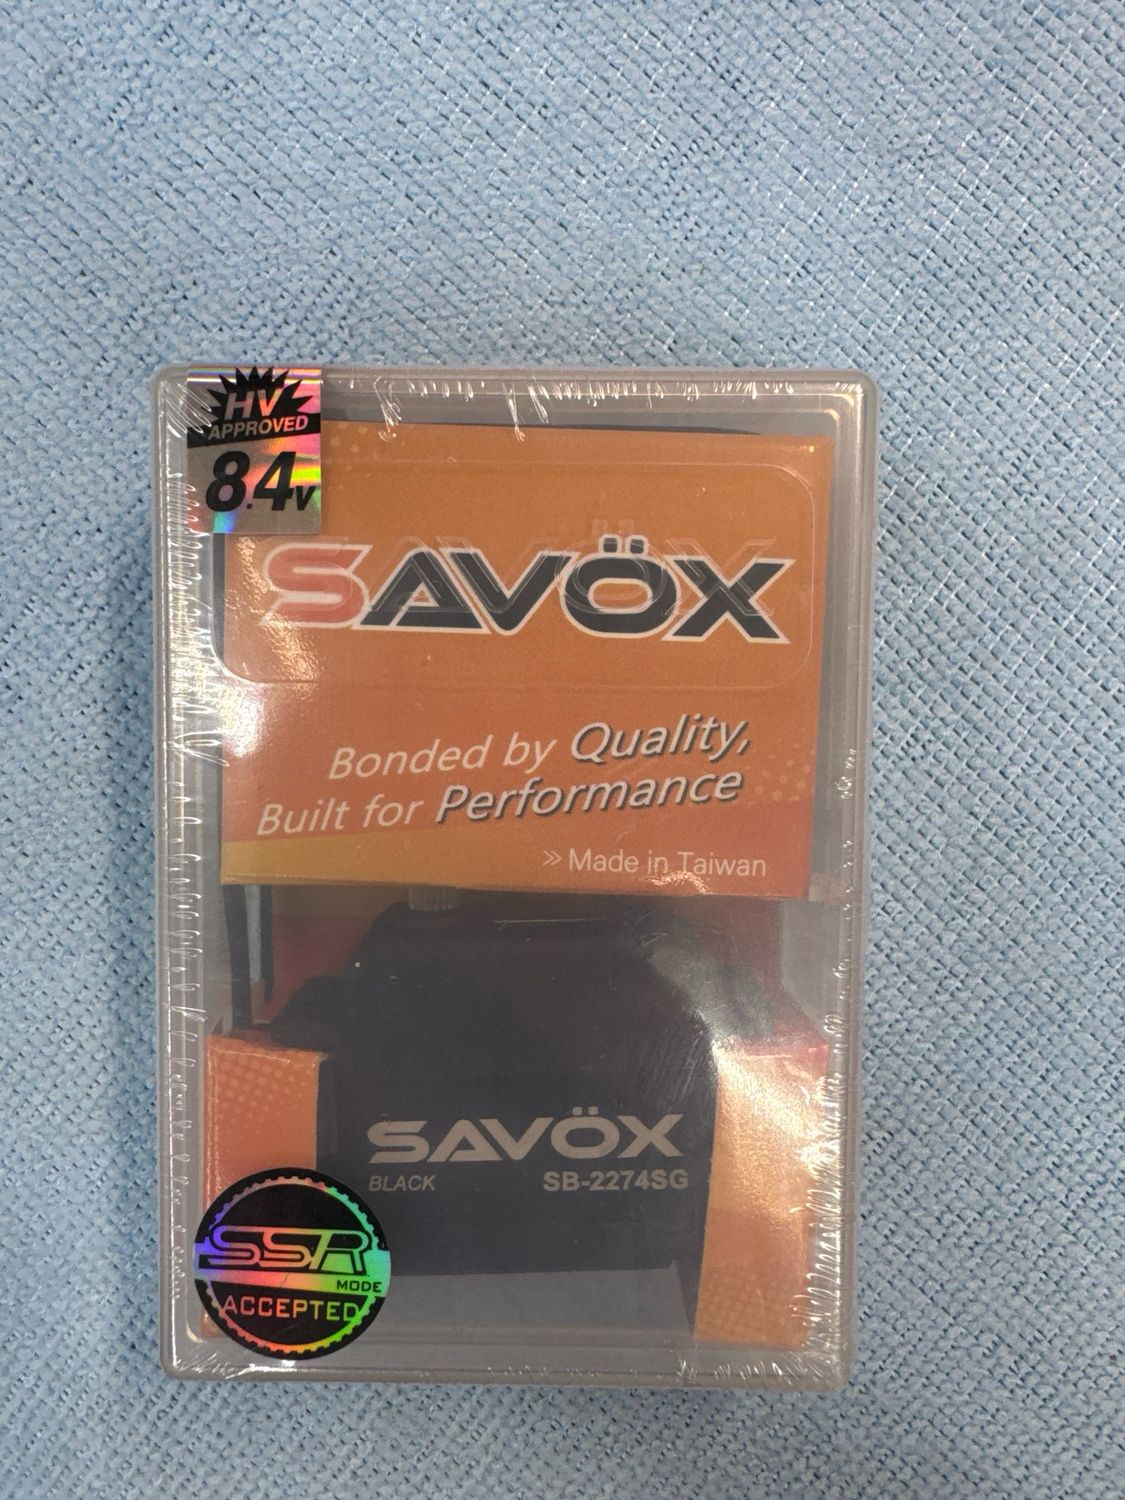 HV
APPROVED
8.4V
SAVÖX
Bonded by Quality,
Built for Performance
» Made in Taiwan
SAVÖX
BLACK SB-2274SG
SSR
MODE
ACCEPTED